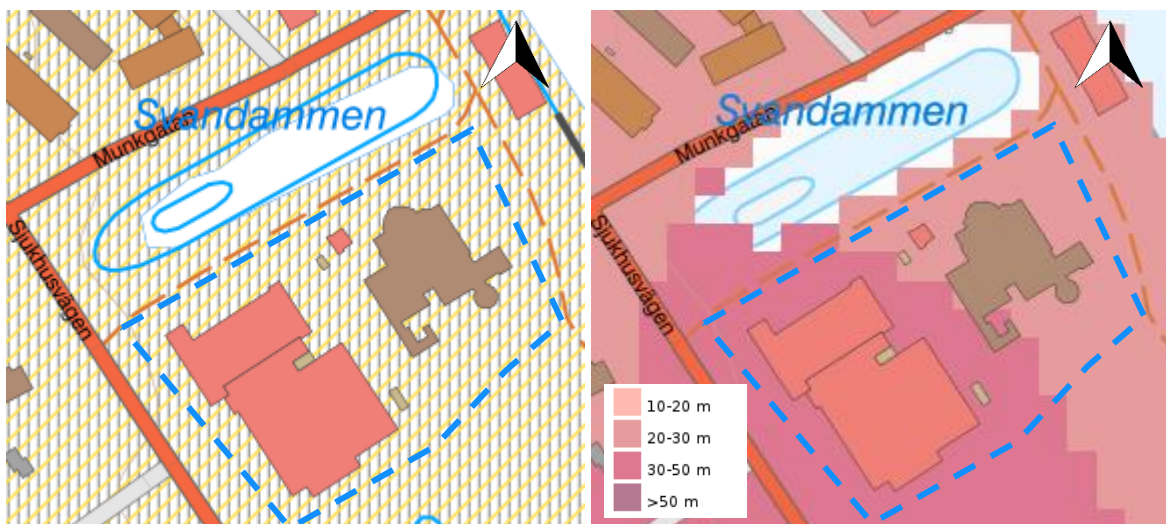 Svandammen
Munkgatan
Sjukhusvägen
Svandammen
Munkgatan
Sjukhusvägen
10-20 m
20-30 m
30-50 m
>50 m